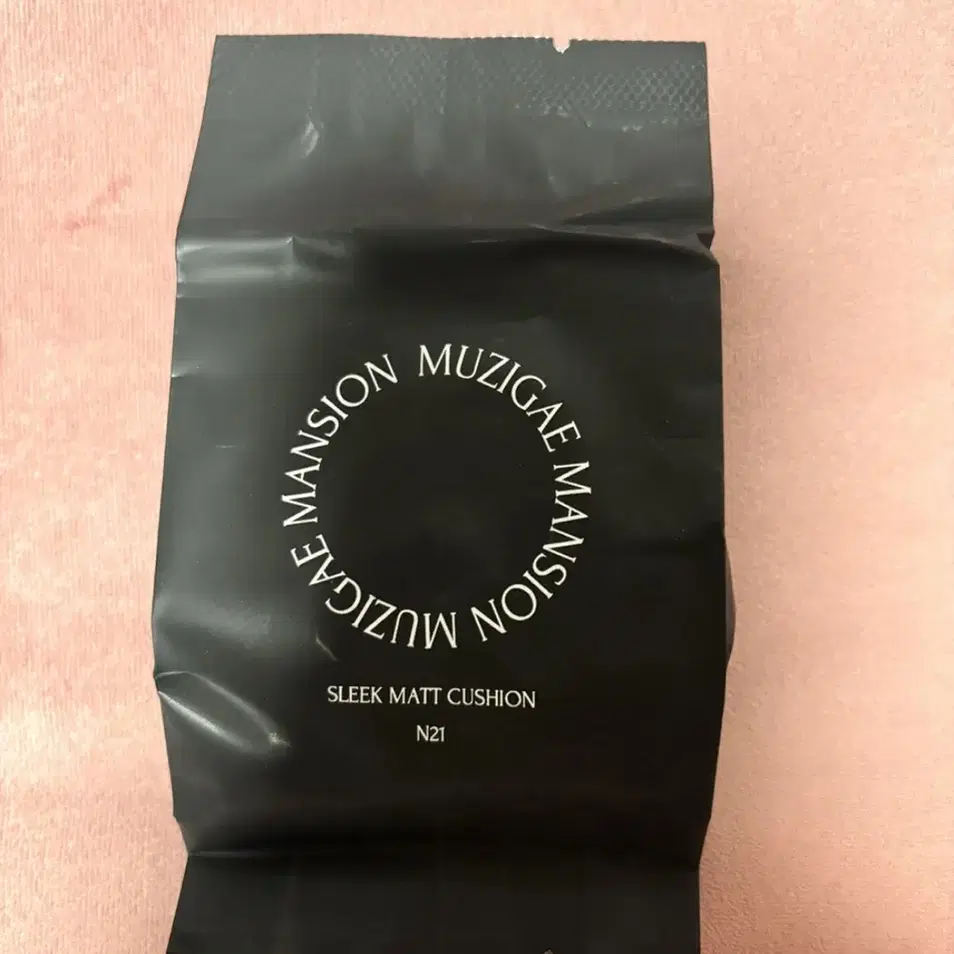 MUZIGAE MANSION MUZIGAE MANSION
SLEEK MATT CUSHION
N21